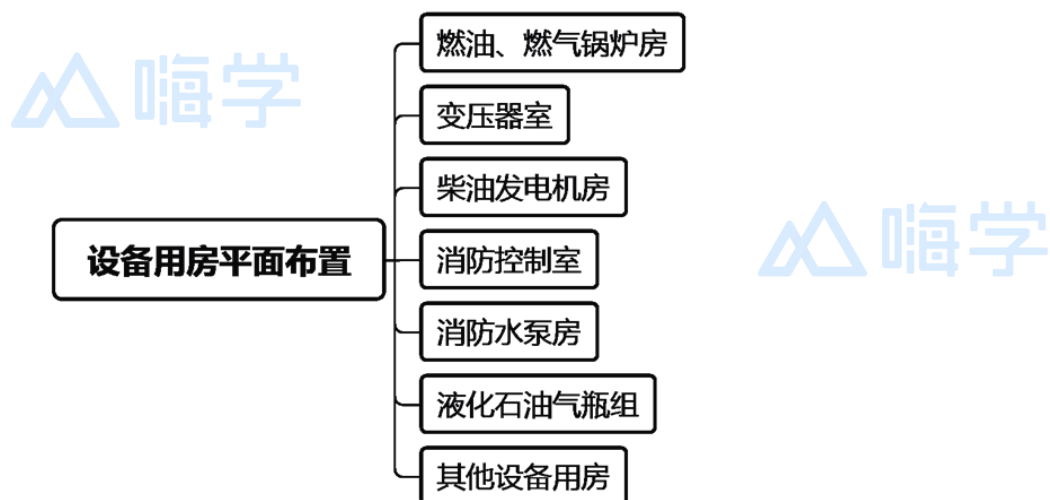 燃油、燃气锅炉房
嗨学
变压器室
柴油发电机房
嗨学
设备用房平面布置
消防控制室
消防水泵房
液化石油气瓶组
其他设备用房